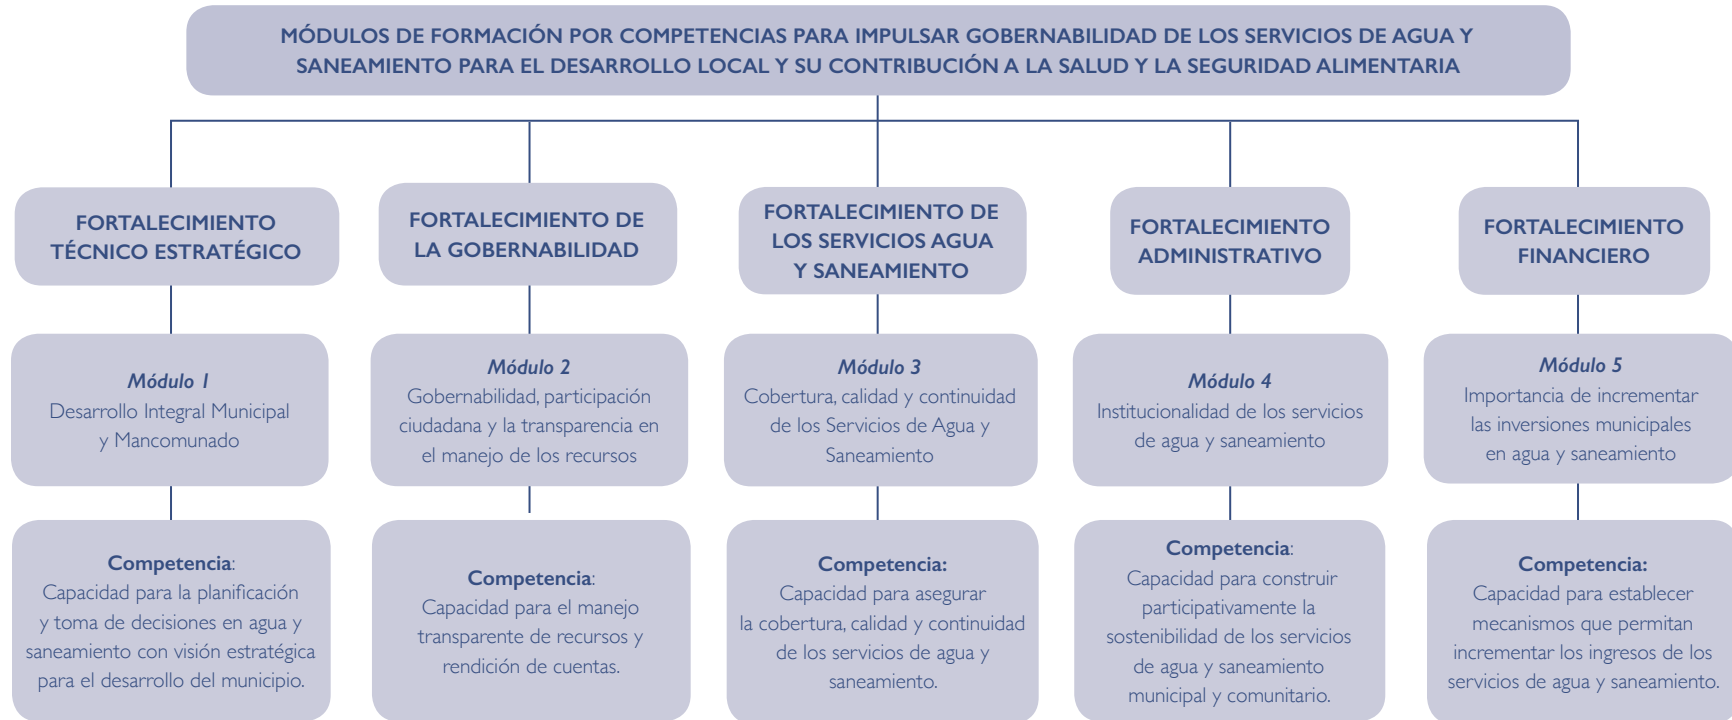 MÓDULOS DE FORMACIÓN POR COMPETENCIAS PARA IMPULSAR GOBERNABILIDAD DE LOS SERVICIOS DE AGUA Y
SANEAMIENTO PARA EL DESARROLLO LOCAL Y SU CONTRIBUCIÓN A LA SALUD Y LA SEGURIDAD ALIMENTARIA
FORTALECIMIENTO
TÉCNICO ESTRATÉGICO
FORTALECIMIENTO DE
LA GOBERNABILIDAD
FORTALECIMIENTO DE
LOS SERVICIOS AGUA
Y SANEAMIENTO
FORTALECIMIENTO
ADMINISTRATIVO
FORTALECIMIENTO
FINANCIERO
Módulo 1
Desarrollo Integral Municipal
y Mancomunado
Módulo 2
Gobernabilidad, participación
ciudadana y la transparencia en
el manejo de los recursos
Módulo 3
Cobertura, calidad y continuidad
de los Servicios de Agua y
Saneamiento
Módulo 4
Institucionalidad de los servicios
de agua y saneamiento
Módulo 5
Importancia de incrementar
las inversiones municipales
en agua y saneamiento
Competencia:
Capacidad para la planificación
y toma de decisiones en agua y
saneamiento con visión estratégica
para el desarrollo del municipio.
Competencia:
Capacidad para el manejo
transparente de recursos y
rendición de cuentas.
Competencia:
Capacidad para asegurar
la cobertura, calidad y continuidad
de los servicios de agua y
saneamiento.
Competencia:
Capacidad para construir
participativamente la
sostenibilidad de los servicios
de agua y saneamiento
municipal y comunitario.
Competencia:
Capacidad para establecer
mecanismos que permitan
incrementar los ingresos de los
servicios de agua y saneamiento.